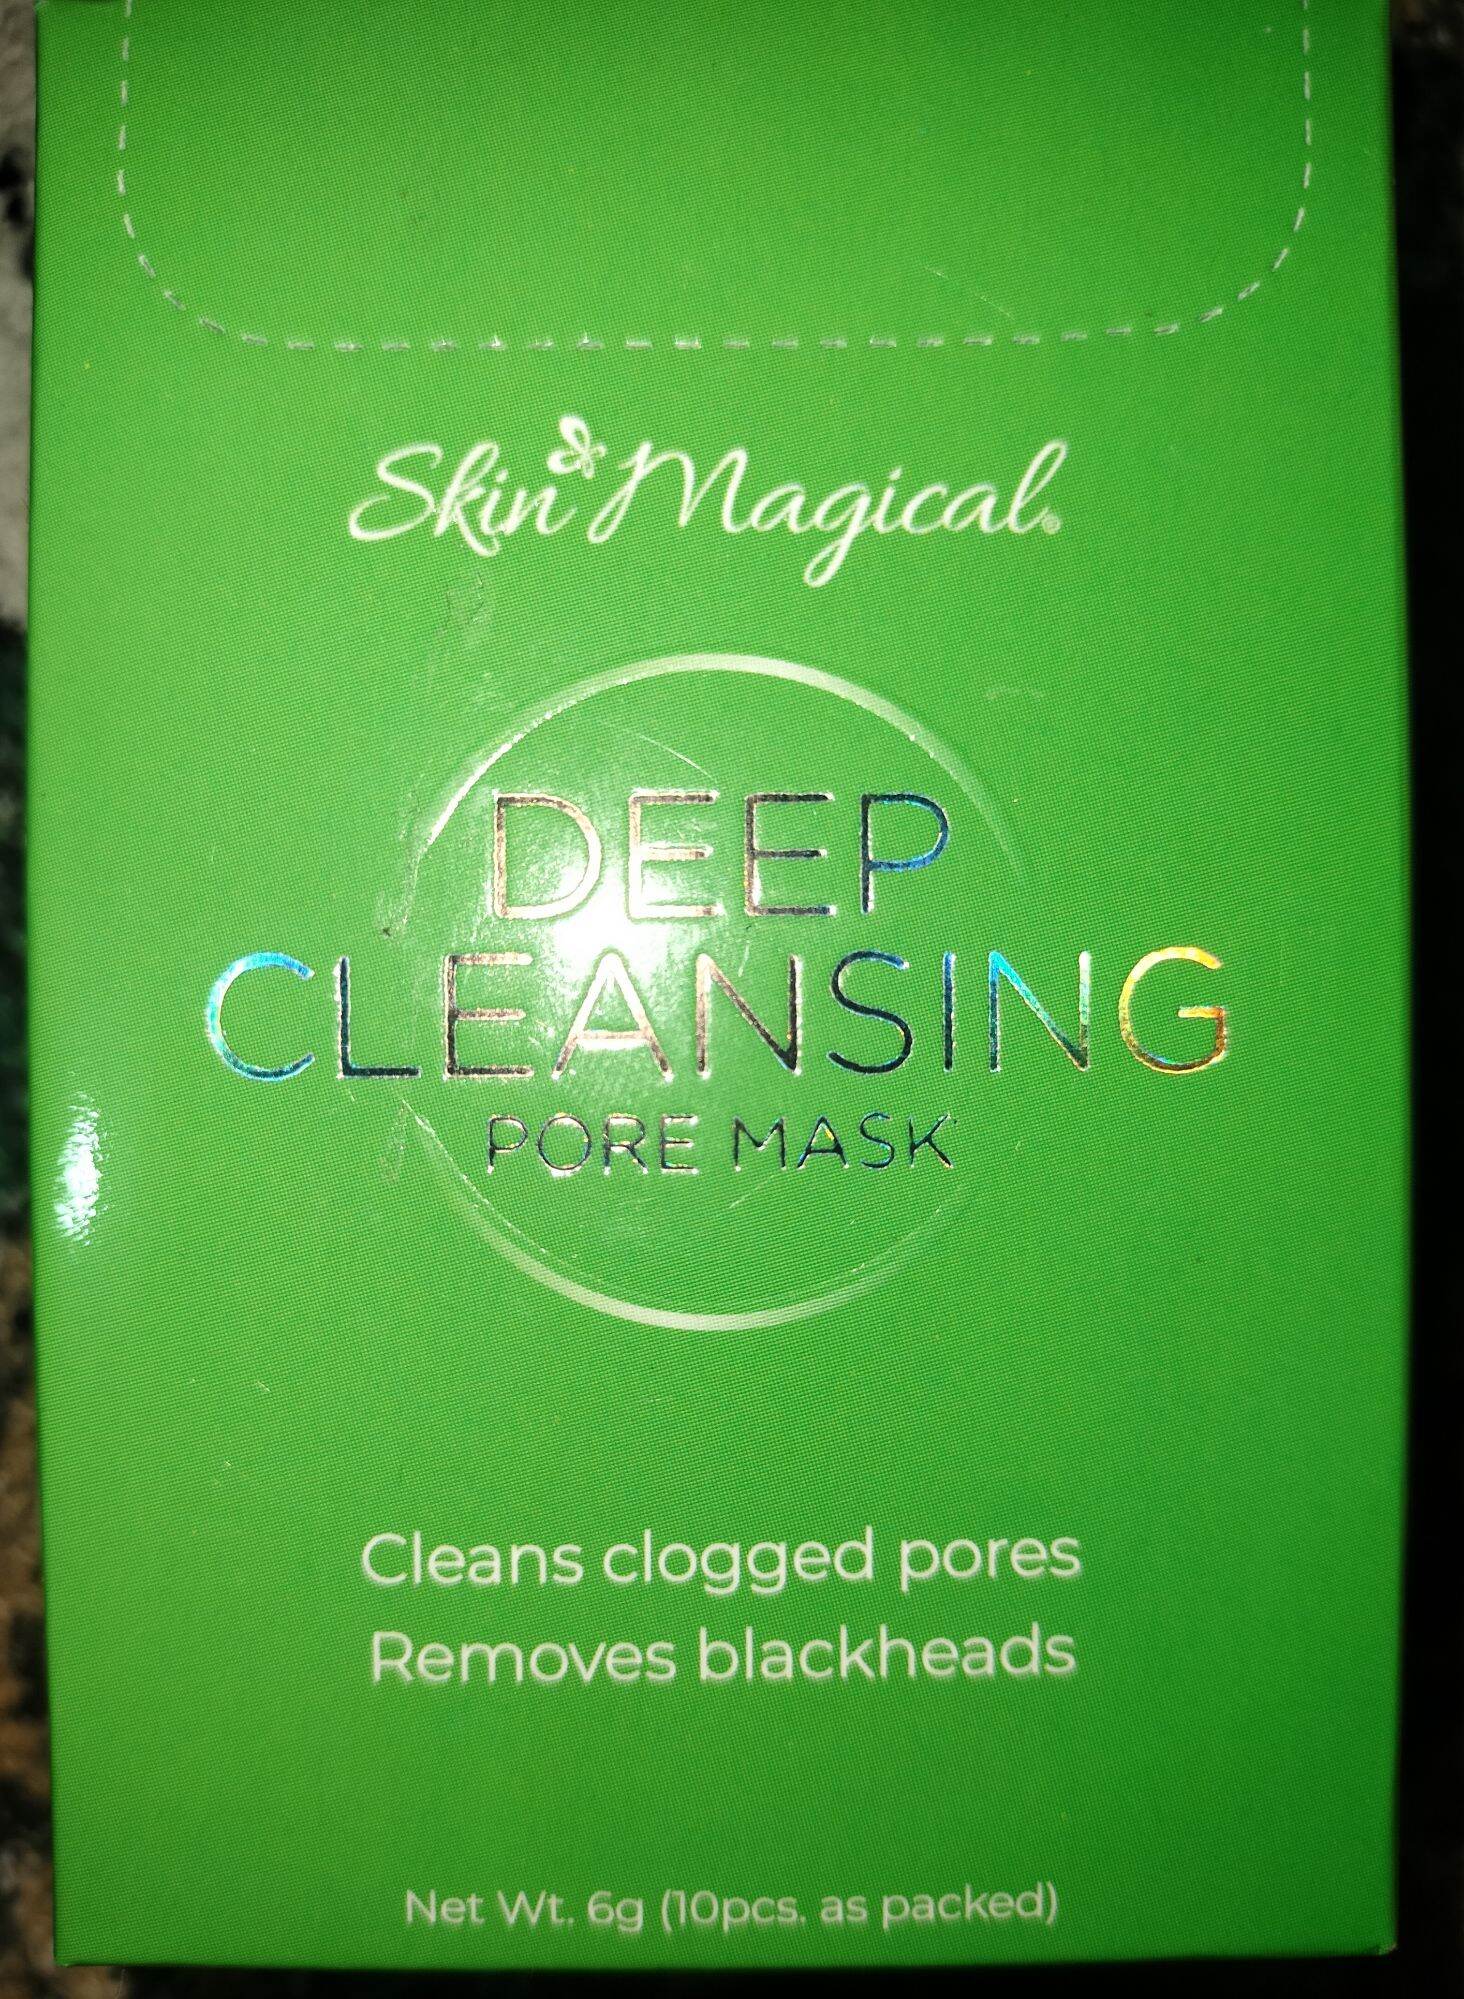 Skin Magical®
DEEP
CLEANSING
PORE MASK
Cleans clogged pores
Removes blackheads
Net Wt. 6g (10pcs. as packed)